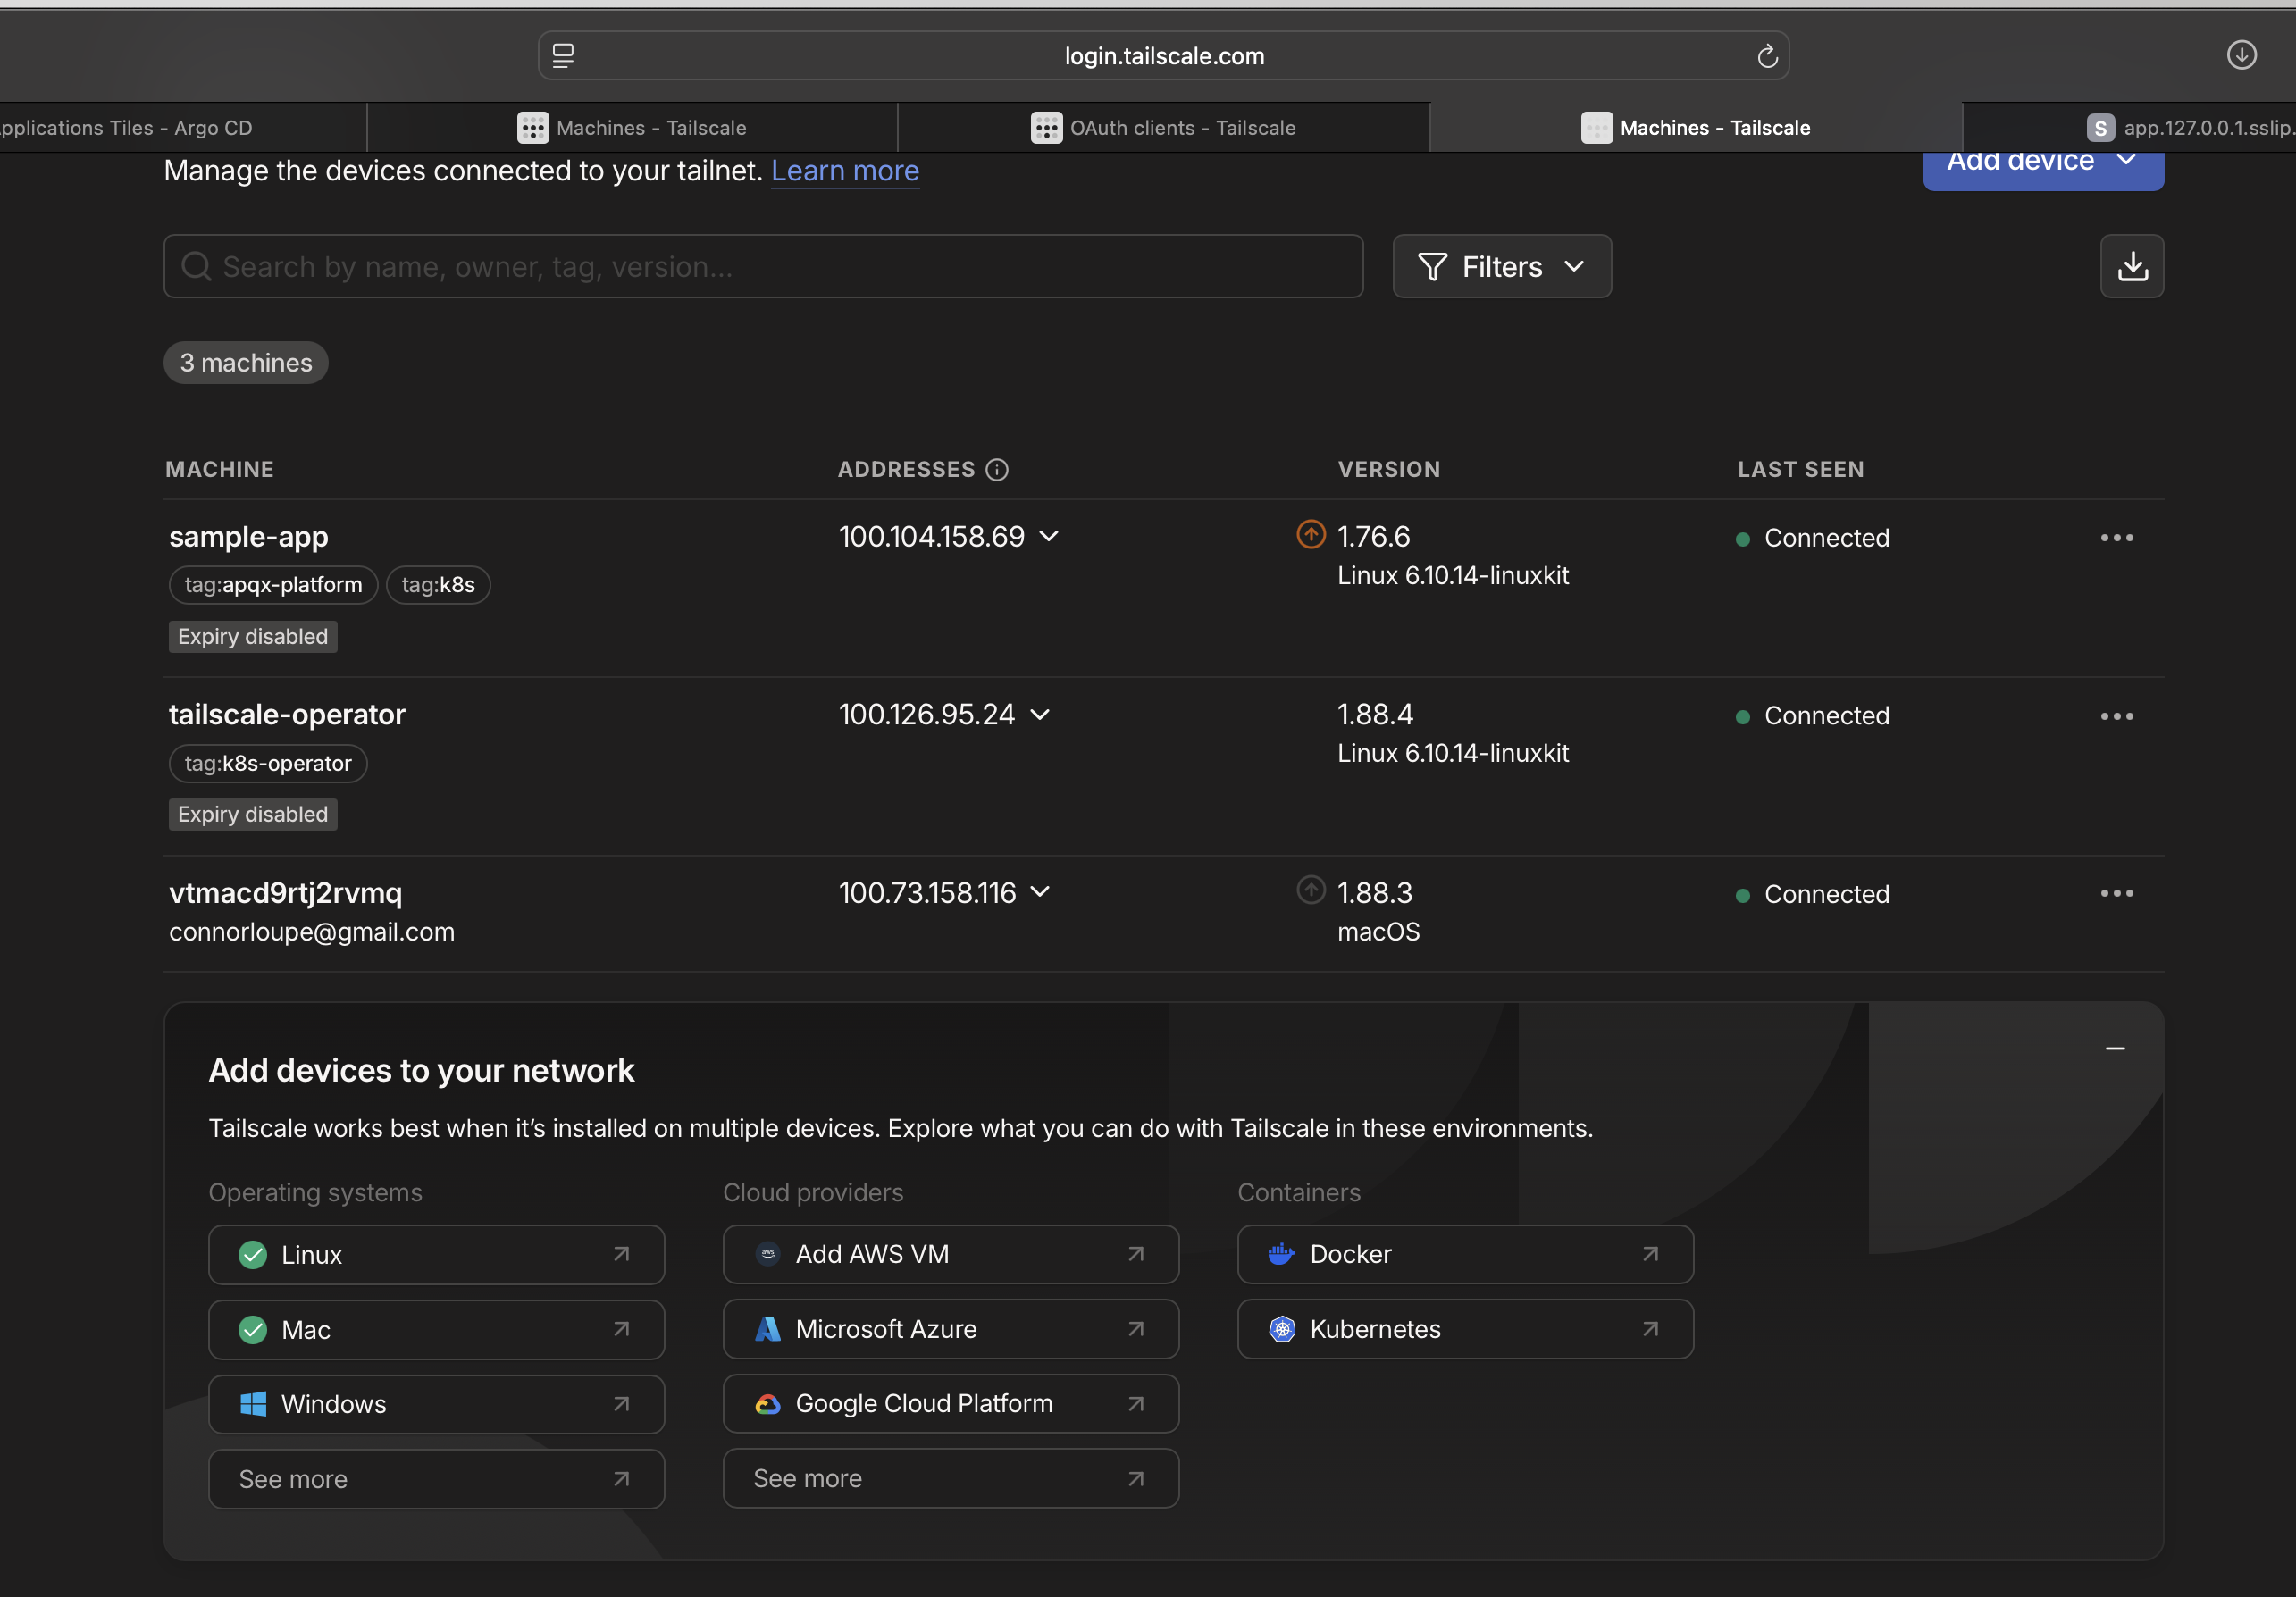 login.tailscale.com
pplications Tiles - Argo CD
Machines - Tailscale
OAuth clients - Tailscale
Machines - Tailscale
S app.127.0.0.1.sslip.
Manage the devices connected to your tailnet. Learn more
Add device
Search by name, owner, tag, version...
Filters
3 machines
MACHINE ADDRESSES VERSION LAST SEEN
sample-app 100.104.158.69 1.76.6 Connected
Linux 6.10.14-linuxkit
tag:apqx-platform tag:k8s
Expiry disabled
tailscale-operator 100.126.95.24 1.88.4 Connected
Linux 6.10.14-linuxkit
tag:k8s-operator
Expiry disabled
vtmacd9rtj2rvmq 100.73.158.116 1.88.3 Connected
connorloupe@gmail.com macOS
Add devices to your network
Tailscale works best when it’s installed on multiple devices. Explore what you can do with Tailscale in these environments.
Operating systems
Linux
Mac
Windows
See more
Cloud providers
aws Add AWS VM
Microsoft Azure
Google Cloud Platform
See more
Containers
Docker
Kubernetes